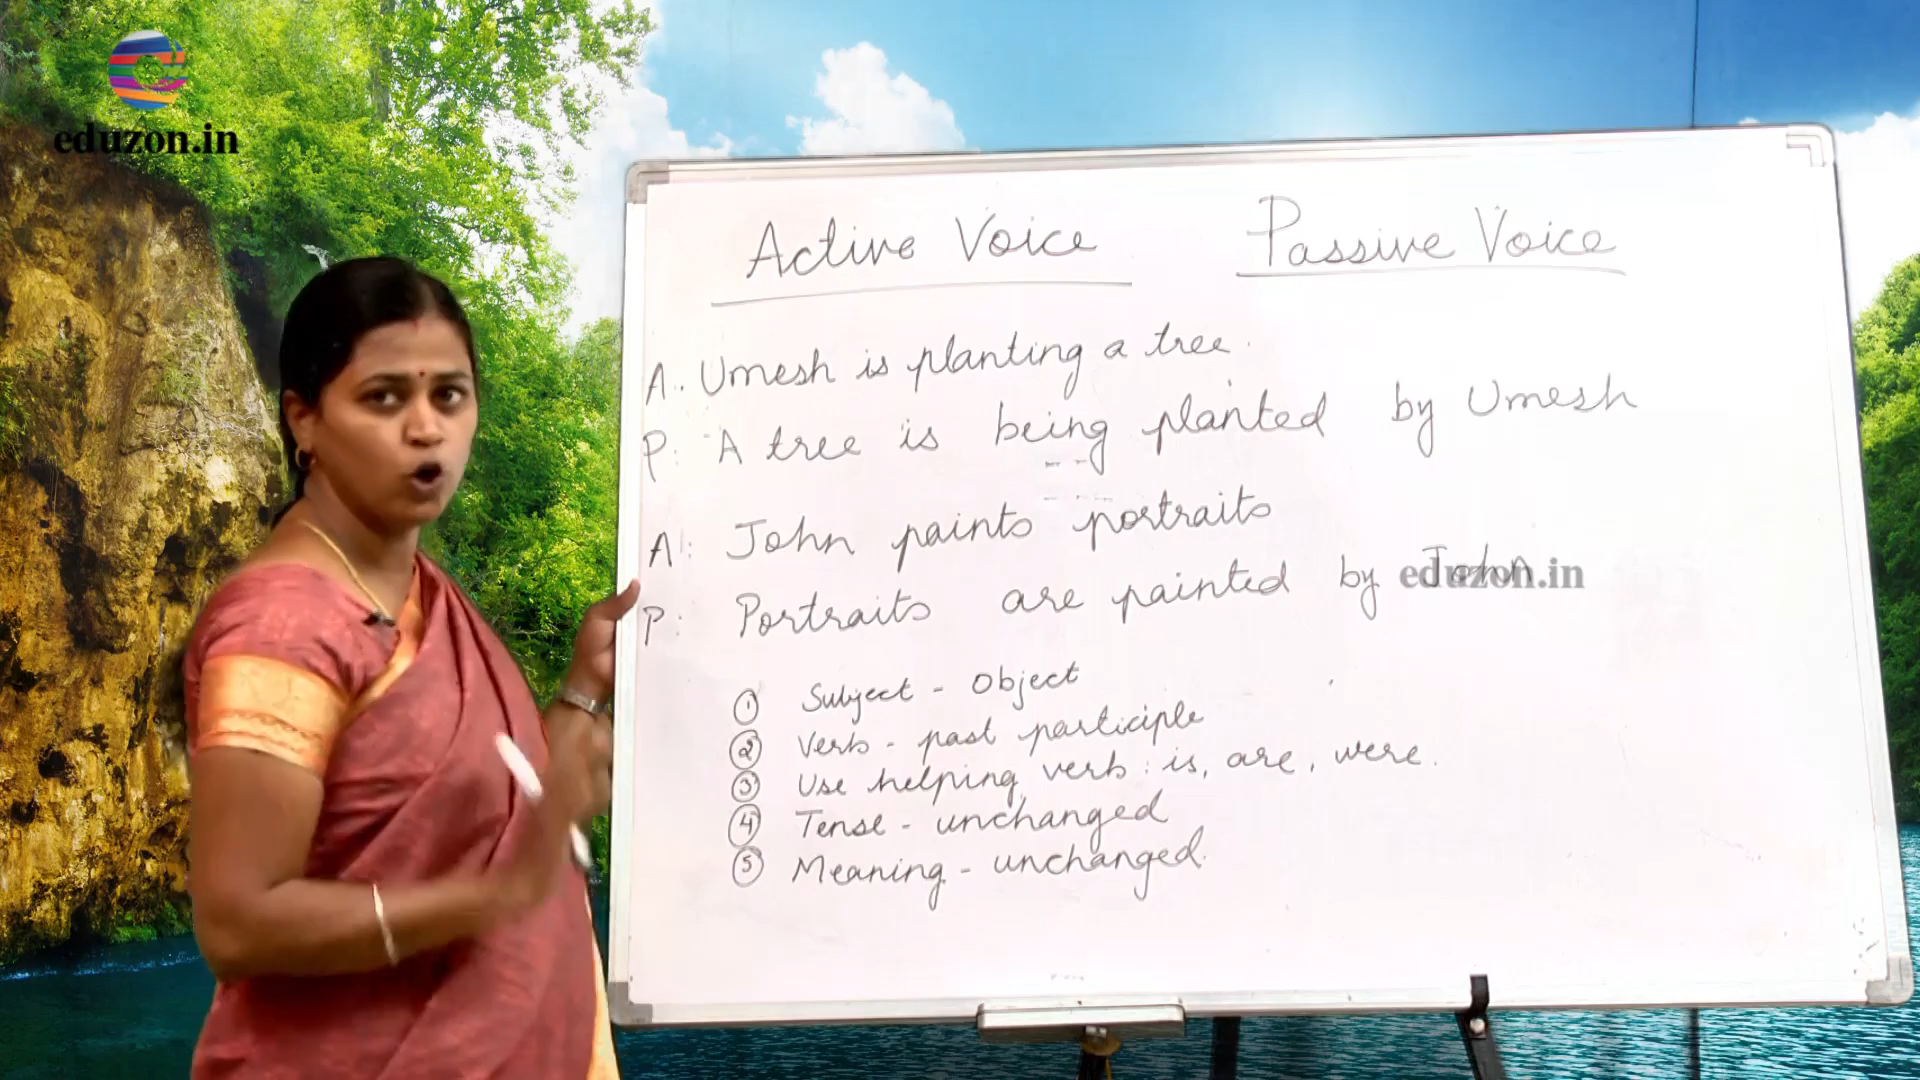 eduzon.in
Active Voice Passive Voice
A.. Umesh is planting a tree.
P: A tree is being planted by Umesh
A: John paints portraits
P: Portraits are painted by John
eduzon.in
① Subject - Object
② Verb - past participle
③ Use helping verb : is, are, were.
④ Tense - unchanged
⑤ Meaning - unchanged.